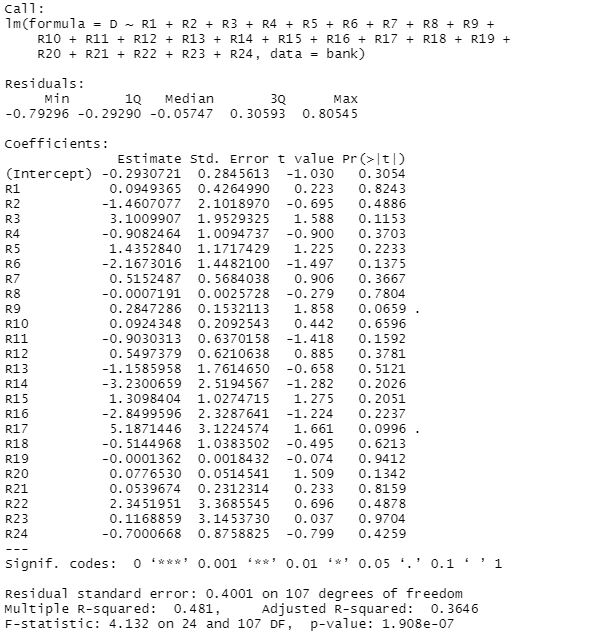 Call:
lm(formula = D ~ R1 + R2 + R3 + R4 + R5 + R6 + R7 + R8 + R9 +
    R10 + R11 + R12 + R13 + R14 + R15 + R16 + R17 + R18 + R19 +
    R20 + R21 + R22 + R23 + R24, data = bank)

Residuals:
     Min       1Q   Median       3Q      Max
-0.79296 -0.29290 -0.05747  0.30593  0.80545

Coefficients:
              Estimate Std. Error t value Pr(>|t|)
(Intercept) -0.2930721  0.2845613  -1.030   0.3054
R1           0.0949365  0.4264990   0.223   0.8243
R2          -1.4607077  2.1018970  -0.695   0.4886
R3           3.1009907  1.9529325   1.588   0.1153
R4          -0.9082464  1.0094737  -0.900   0.3703
R5           1.4352840  1.1717429   1.225   0.2233
R6          -2.1673016  1.4482100  -1.497   0.1375
R7           0.5152487  0.5684038   0.906   0.3667
R8          -0.0007191  0.0025728  -0.279   0.7804
R9           0.2847286  0.1532113   1.858   0.0659 .
R10          0.0924348  0.2092543   0.442   0.6596
R11         -0.9030313  0.6370158  -1.418   0.1592
R12          0.5497379  0.6210638   0.885   0.3781
R13         -1.1585958  1.7614650  -0.658   0.5121
R14         -3.2300659  2.5194567  -1.282   0.2026
R15          1.3098404  1.0274715   1.275   0.2051
R16         -2.8499596  2.3287641  -1.224   0.2237
R17          5.1871446  3.1224574   1.661   0.0996 .
R18         -0.5144968  1.0383502  -0.495   0.6213
R19         -0.0001362  0.0018432  -0.074   0.9412
R20          0.0776530  0.0514541   1.509   0.1342
R21          0.0539674  0.2312314   0.233   0.8159
R22          2.3451951  3.3685545   0.696   0.4878
R23          0.1168859  3.1453730   0.037   0.9704
R24         -0.7000668  0.8758825  -0.799   0.4259
---
Signif. codes:  0 ‘***’ 0.001 ‘**’ 0.01 ‘*’ 0.05 ‘.’ 0.1 ‘ ’ 1

Residual standard error: 0.4001 on 107 degrees of freedom
Multiple R-squared:  0.481,     Adjusted R-squared:  0.3646
F-statistic: 4.132 on 24 and 107 DF,  p-value: 1.908e-07